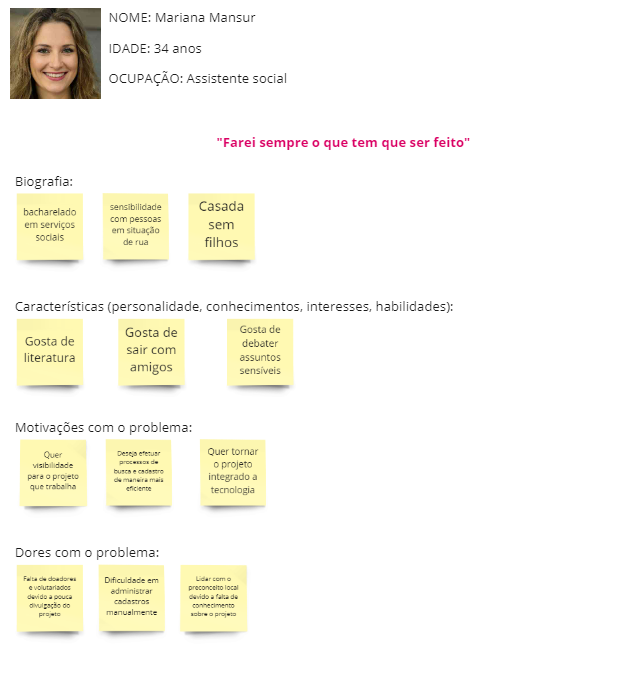 NOME: Mariana Mansur
IDADE: 34 anos
OCUPAÇÃO: Assistente social
"Farei sempre o que tem que ser feito"
Biografia:
bacharelado
em serviços
sociais
sensibilidade
com pessoas
em situação
de rua
Casada
sem
filhos
Características (personalidade, conhecimentos, interesses, habilidades):
Gosta de
literatura
Gosta de
sair com
amigos
Gosta de
debater
assuntos
sensíveis
Motivações com o problema:
Quer
visibilidade
para o projeto
que trabalha
Deseja efetuar
processos de
busca e cadastro
de maneira mais
eficiente
Quer tornar
o projeto
integrado a
tecnologia
Dores com o problema:
Falta de doadores
e volutariados
devido a pouca
divulgação do
projeto
Dificuldade em
administrar
cadastros
manualmente
Lidar com o
preconceito local
devido a falta de
conhecimento
sobre o projeto